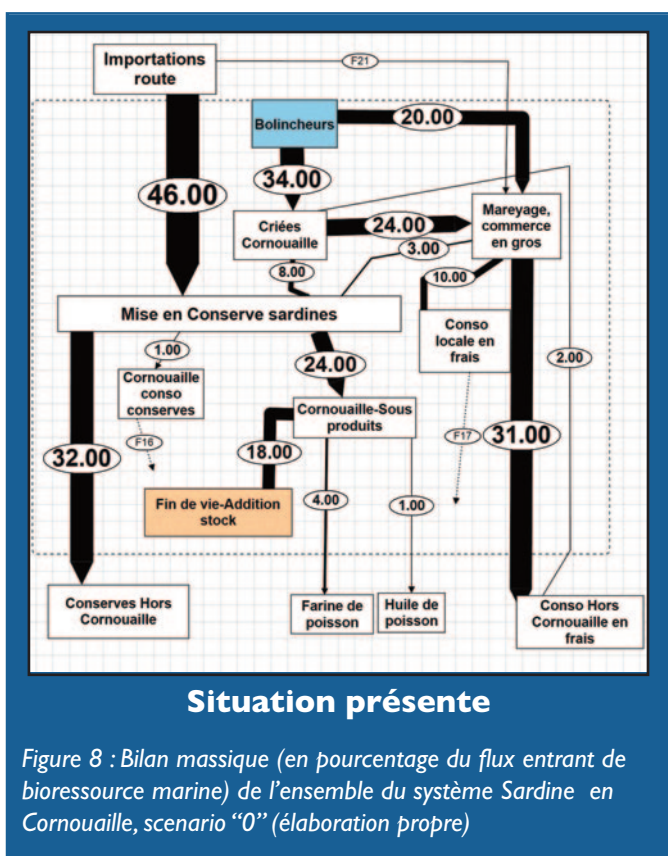 Importations
route
F21
Bolincheurs
20.00
34.00
46.00
Criées
Cornouaille
24.00
Mareyage,
commerce
en gros
3.00
8.00
10.00
Mise en Conserve sardines
Conso
locale en
frais
1.00
24.00
2.00
Cornouaille
conso
conserves
Cornouaille-Sous
produits
F16
F17
31.00
32.00
18.00
Fin de vie-Addition
stock
4.00
1.00
Conserves Hors
Cornouaille
Farine de
poisson
Huile de
poisson
Conso Hors
Cornouaille en
frais
Situation présente
Figure 8 : Bilan massique (en pourcentage du flux entrant de
bioressource marine) de l’ensemble du système Sardine en
Cornouaille, scenario “0” (élaboration propre)